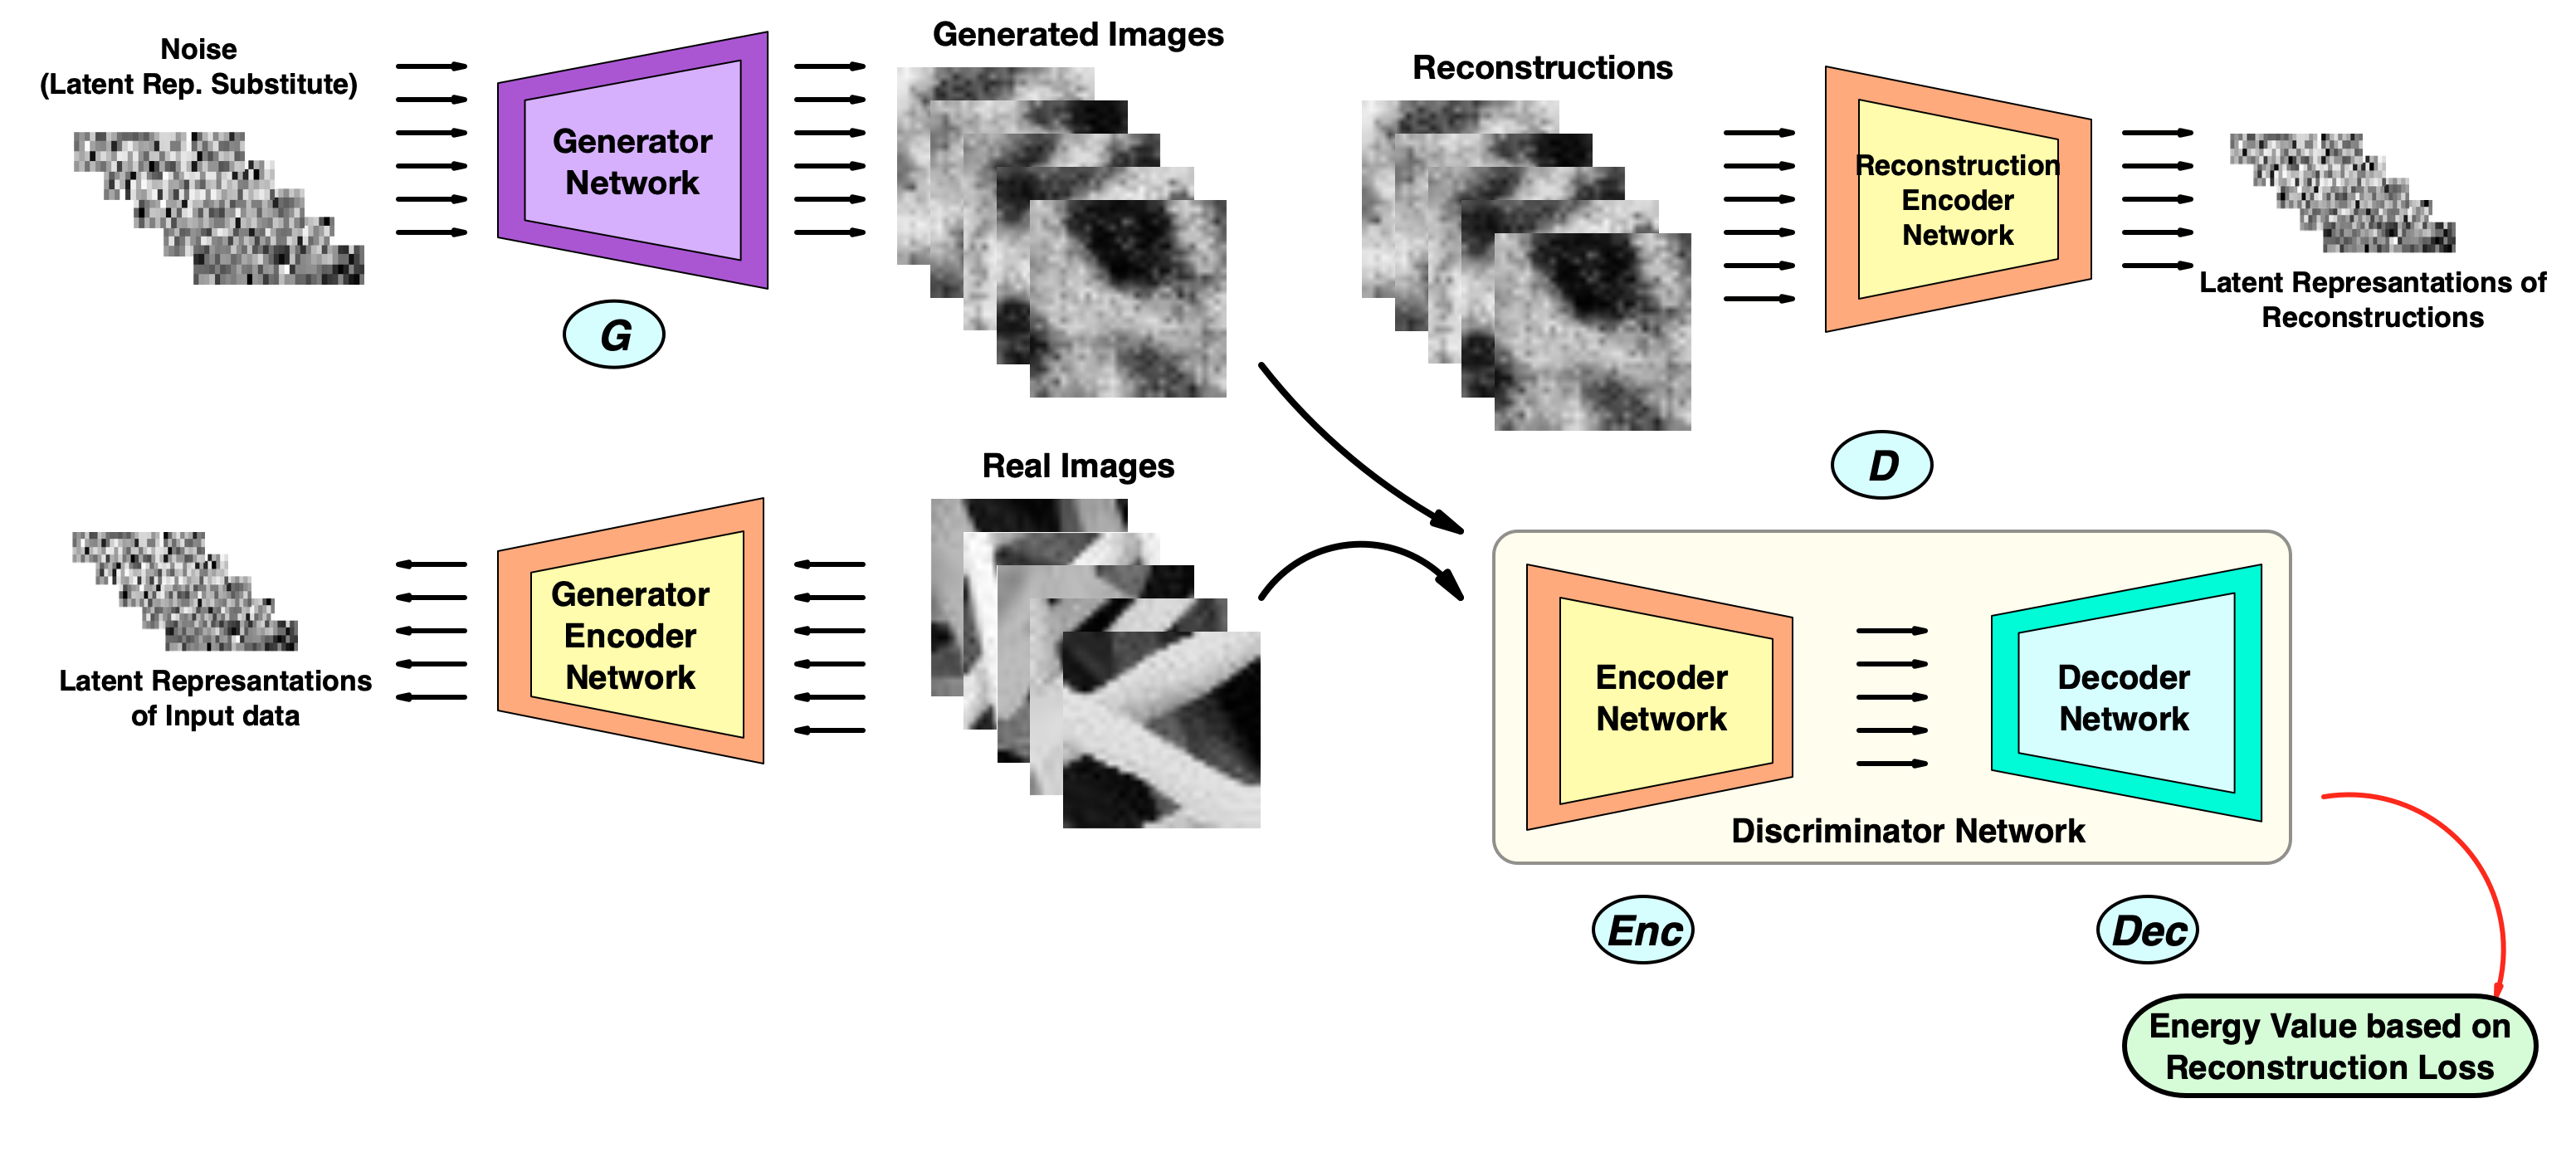 Noise
(Latent Rep. Substitute)
Generator
Network
G
Generated Images
Reconstructions
Reconstruction
Encoder
Network
Latent Represantations of
Reconstructions
D
Real Images
Generator
Encoder
Network
Latent Represantations
of Input data
Encoder
Network
Decoder
Network
Discriminator Network
Enc
Dec
Energy Value based on
Reconstruction Loss